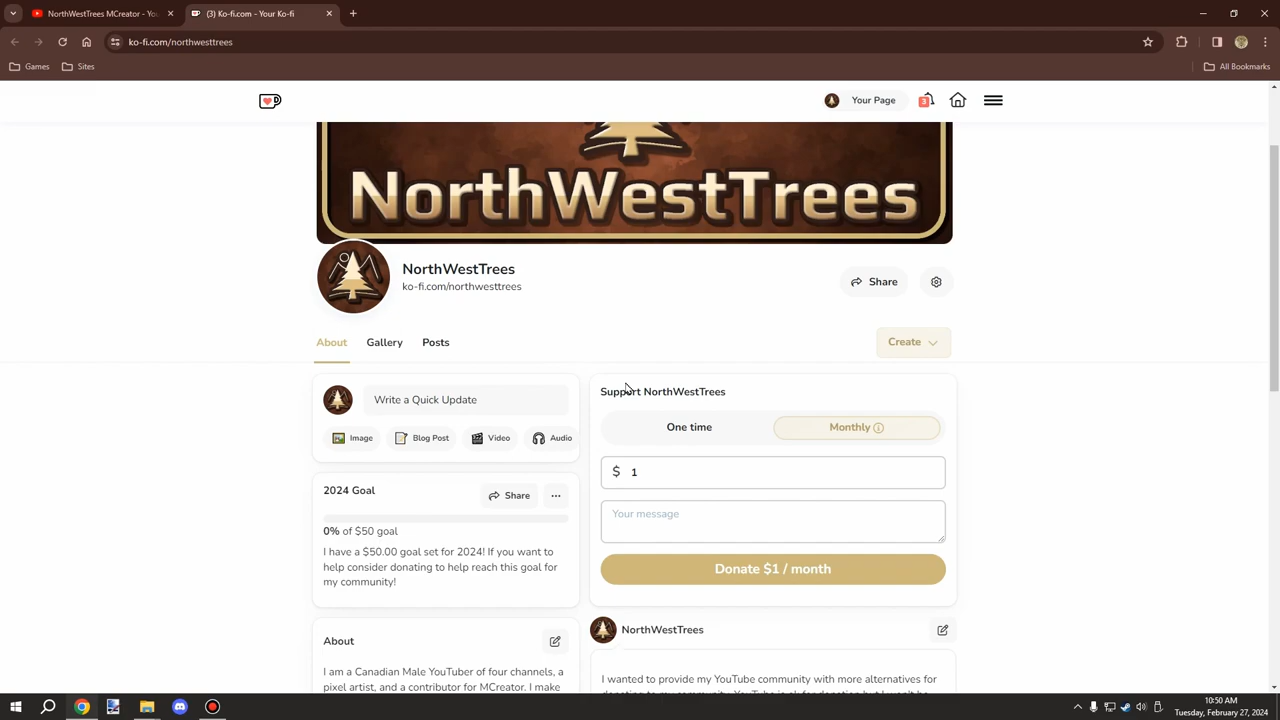 NorthWestTrees MCreator - Yo
(3) Ko-fi.com - Your Ko-fi
ko-fi.com/northwesttrees
Games
Sites
All Bookmarks
Your Page
3
NorthWestTrees
NorthWestTrees
ko-fi.com/northwesttrees
Share
About
Gallery
Posts
Create
Write a Quick Update
Image
Blog Post
Video
Audio
Support NorthWestTrees
One time
Monthly
$ 1
Your message
Donate $1 / month
2024 Goal
Share
0% of $50 goal
I have a $50.00 goal set for 2024! If you want to
help consider donating to help reach this goal for
my community!
About
I am a Canadian Male YouTuber of four channels, a
pixel artist, and a contributor for MCreator. I make
NorthWestTrees
I wanted to provide my YouTube community with more alternatives for
10:50 AM
Tuesday, February 27, 2024